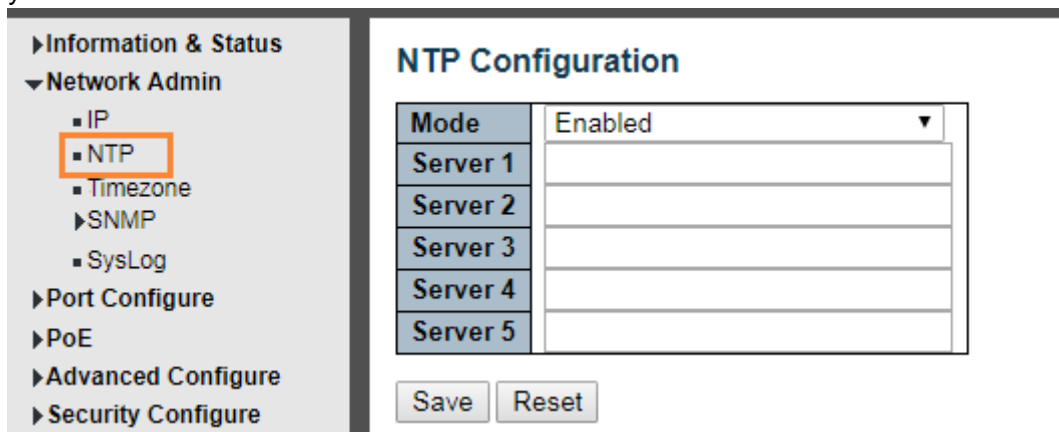 Information & Status
Network Admin
IP
NTP
Timezone
SNMP
SysLog
Port Configure
PoE
Advanced Configure
Security Configure
NTP Configuration
Mode Enabled
Server 1
Server 2
Server 3
Server 4
Server 5
Save Reset